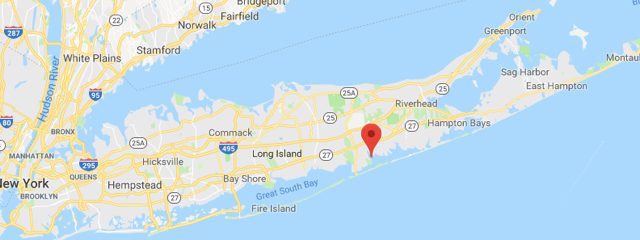 Bridgeport
Orient
Fairfield
Norwalk
Greenport
287
Stamford
Montau
White Plains
Sag Harbor
Hudson River
East Hampton
25A
95
Riverhead
25
27
Hampton Bays
80
BRONX
Commack
25A
495
MANHATTAN
295
Hicksville
Long Island
27
QUEENS
New York
Hempstead
Bay Shore
BROOKLYN
27
Great South Bay
Fire Island